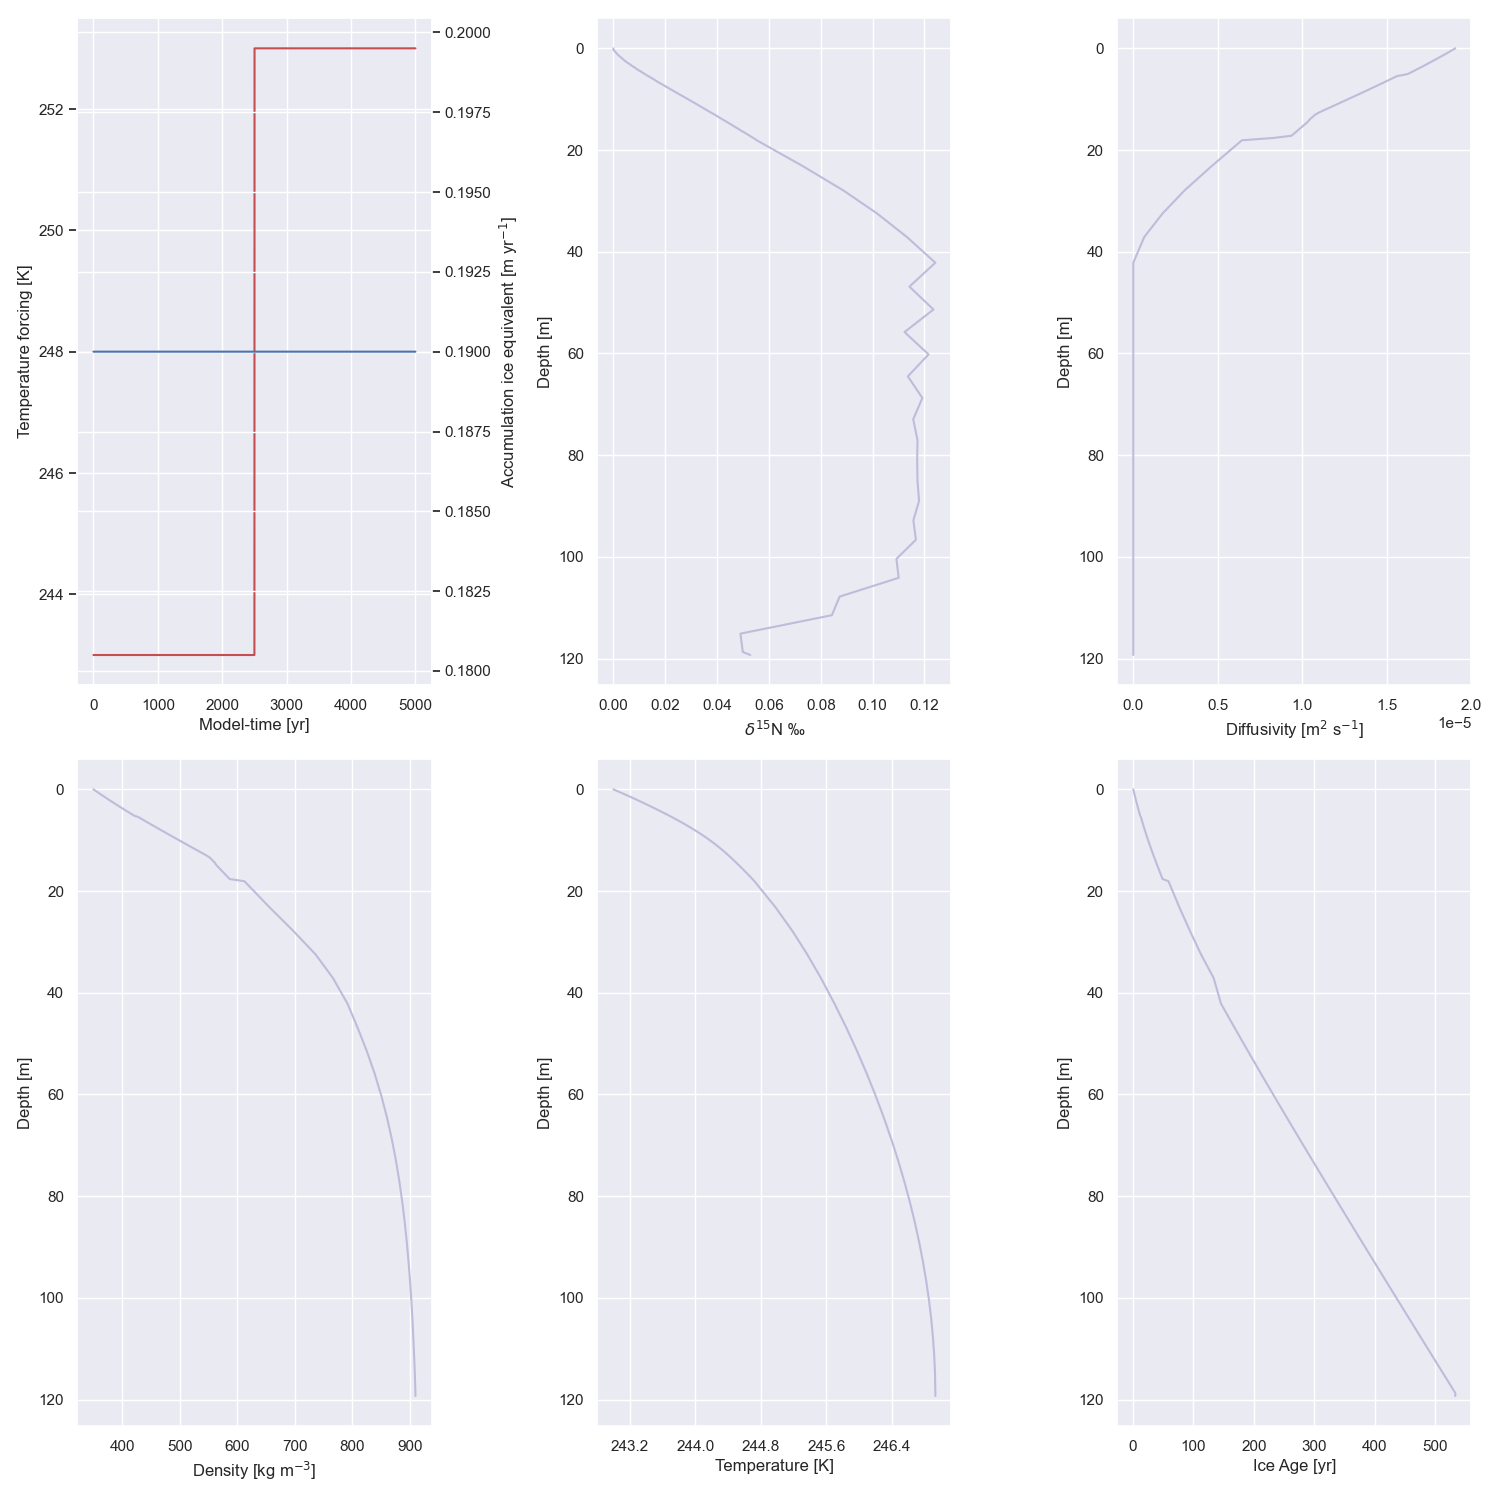 252
250
248
246
244
Temperature forcing [K]
0 1000 2000 3000 4000 5000
Model-time [yr]
0.2000
0.1975
0.1950
0.1925
0.1900
0.1875
0.1850
0.1825
0.1800
Accumulation ice equivalent [m yr⁻¹]
0
20
40
60
80
100
120
Depth [m]
0.00 0.02 0.04 0.06 0.08 0.10 0.12
δ¹⁵N ‰
0
20
40
60
80
100
120
Depth [m]
0.0 0.5 1.0 1.5 2.0
1e−5
Diffusivity [m² s⁻¹]
0
20
40
60
80
100
120
Depth [m]
400 500 600 700 800 900
Density [kg m⁻³]
0
20
40
60
80
100
120
Depth [m]
243.2 244.0 244.8 245.6 246.4
Temperature [K]
0
20
40
60
80
100
120
Depth [m]
0 100 200 300 400 500
Ice Age [yr]